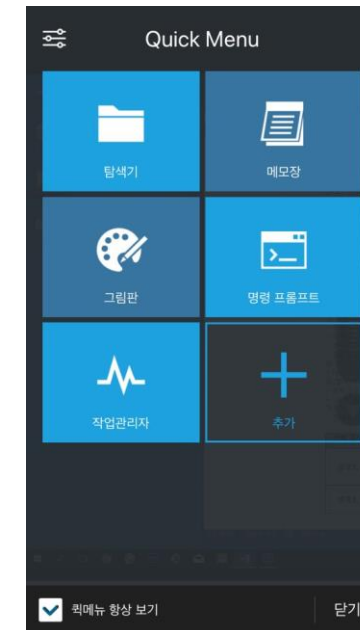 Quick Menu
탐색기
메모장
그림판
명령 프롬프트
작업관리자
추가
퀵메뉴 항상 보기
닫기